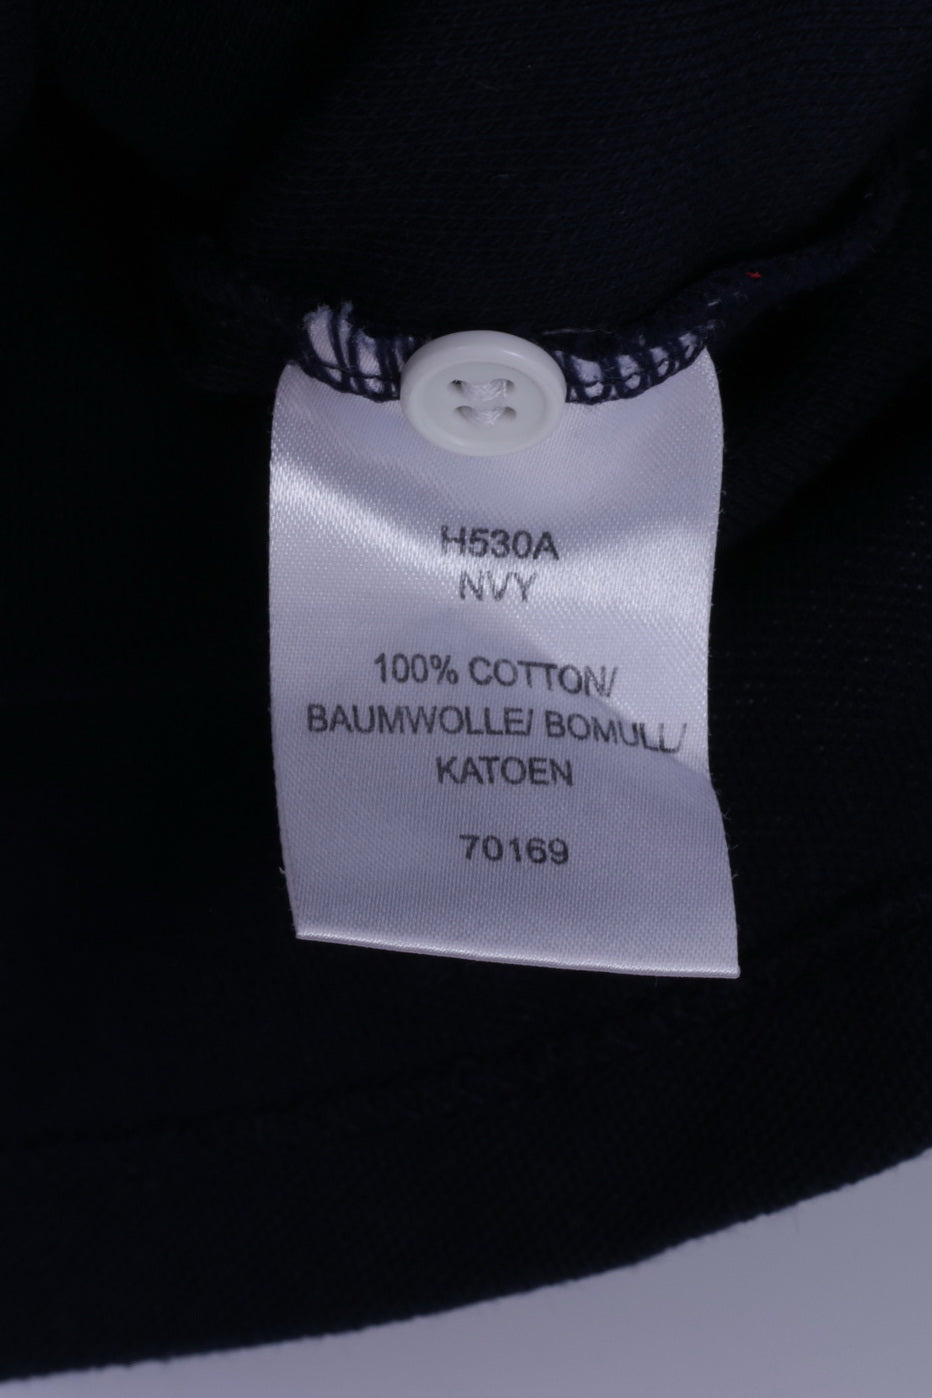 H530A
NVY
100% COTTON/
BAUMWOLLE/ BOMULL/
KATOEN
70169